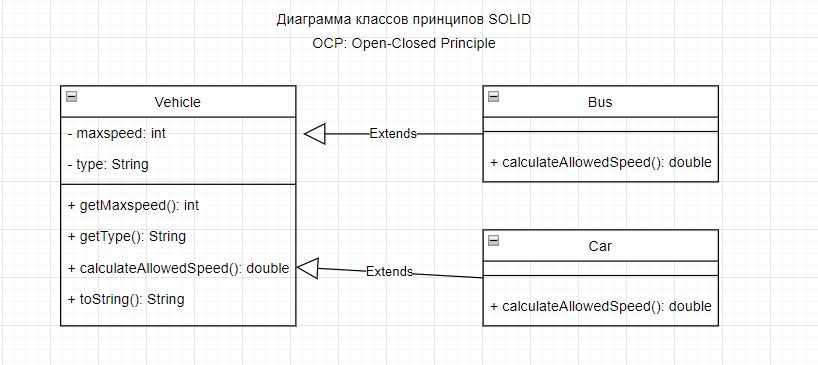 Диаграмма классов принципов SOLID
OCP: Open-Closed Principle
Vehicle
- maxspeed: int
- type: String
+ getMaxspeed(): int
+ getType(): String
+ calculateAllowedSpeed(): double
+ toString(): String
Extends
Extends
Bus
+ calculateAllowedSpeed(): double
Car
+ calculateAllowedSpeed(): double